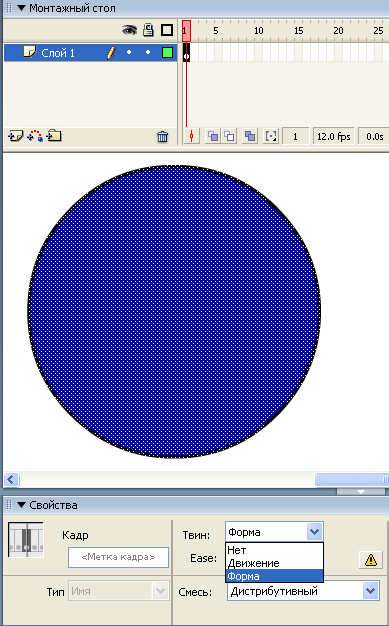 Монтажный стол
1 5 10 15 20 25
Слой 1
1 12.0 fps 0.0s
Свойства
Кадр
<Метка кадра>
Тип Имя
Твин: Форма
Нет
Движение
Форма
Ease:
Смесь: Дистрибутивный